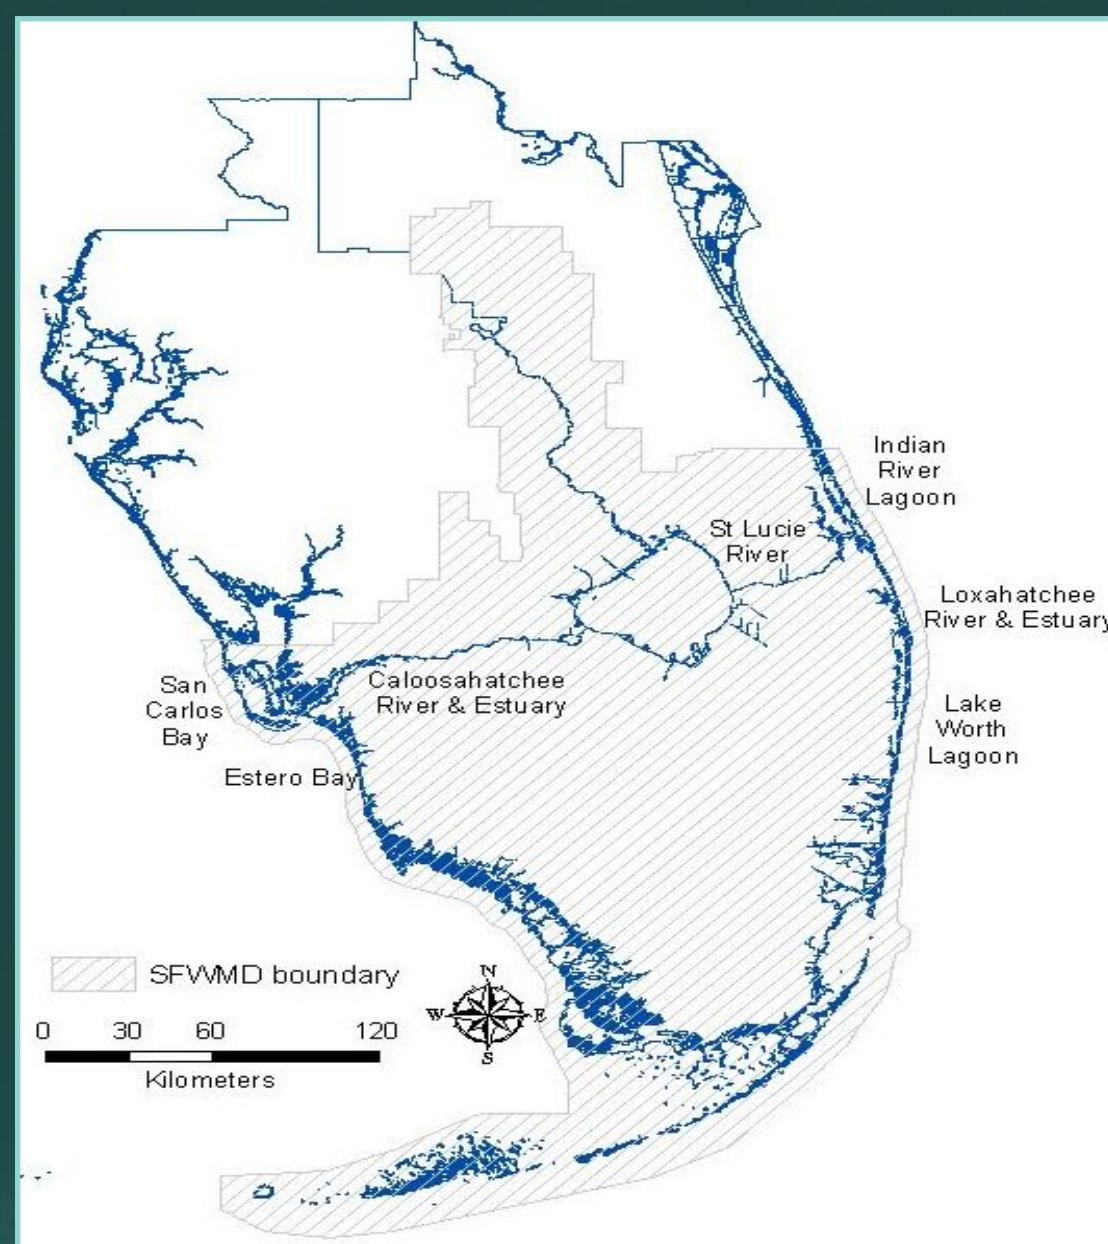 Indian
River
Lagoon
St Lucie
River
Loxahatchee
River & Estuary
Caloosahatchee
River & Estuary
San
Carlos
Bay
Lake
Worth
Lagoon
Estero Bay
SFWMD boundary
N
W E
S
0 30 60 120
Kilometers